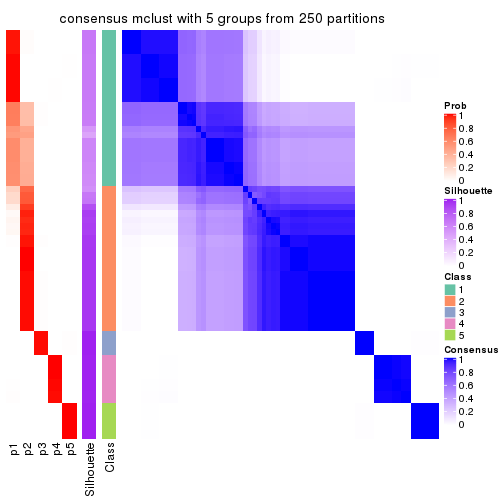 consensus mclust with 5 groups from 250 partitions
Prob
1
0.8
0.6
0.4
0.2
0
Silhouette
1
0.8
0.6
0.4
0.2
0
Class
1
2
3
4
5
Consensus
1
0.8
0.6
0.4
0.2
0
p1
p2
p3
p4
p5
Silhouette
Class